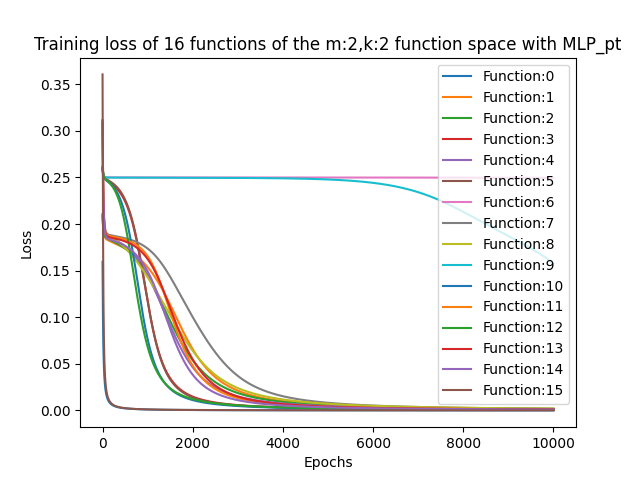 Training loss of 16 functions of the m:2,k:2 function space with MLP_pt
Loss
0.35
0.30
0.25
0.20
0.15
0.10
0.05
0.00
Function:0
Function:1
Function:2
Function:3
Function:4
Function:5
Function:6
Function:7
Function:8
Function:9
Function:10
Function:11
Function:12
Function:13
Function:14
Function:15
0 2000 4000 6000 8000 10000
Epochs